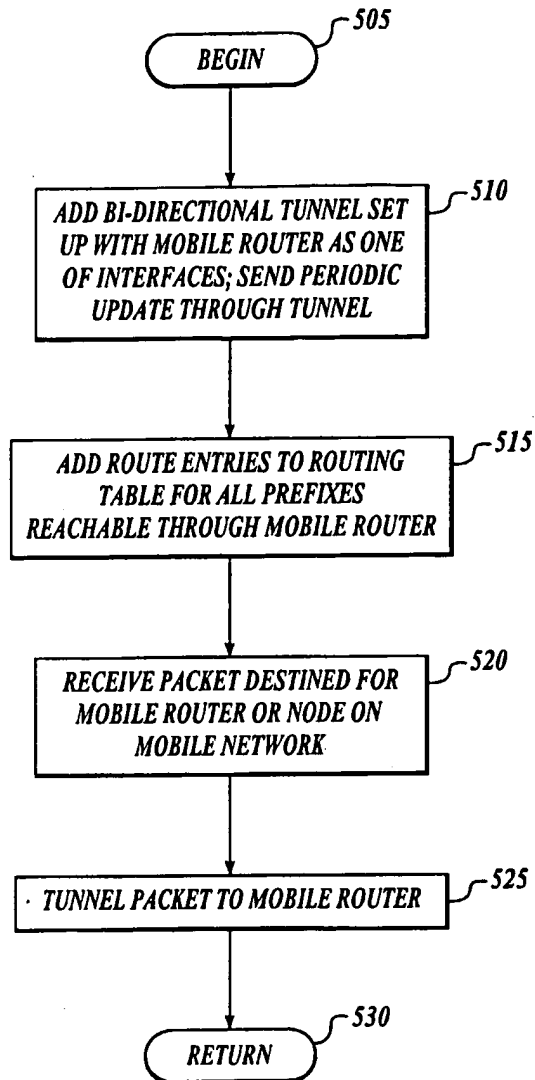 505
BEGIN
510
ADD BI-DIRECTIONAL TUNNEL SET
UP WITH MOBILE ROUTER AS ONE
OF INTERFACES; SEND PERIODIC
UPDATE THROUGH TUNNEL
515
ADD ROUTE ENTRIES TO ROUTING
TABLE FOR ALL PREFIXES
REACHABLE THROUGH MOBILE ROUTER
520
RECEIVE PACKET DESTINED FOR
MOBILE ROUTER OR NODE ON
MOBILE NETWORK
525
TUNNEL PACKET TO MOBILE ROUTER
530
RETURN